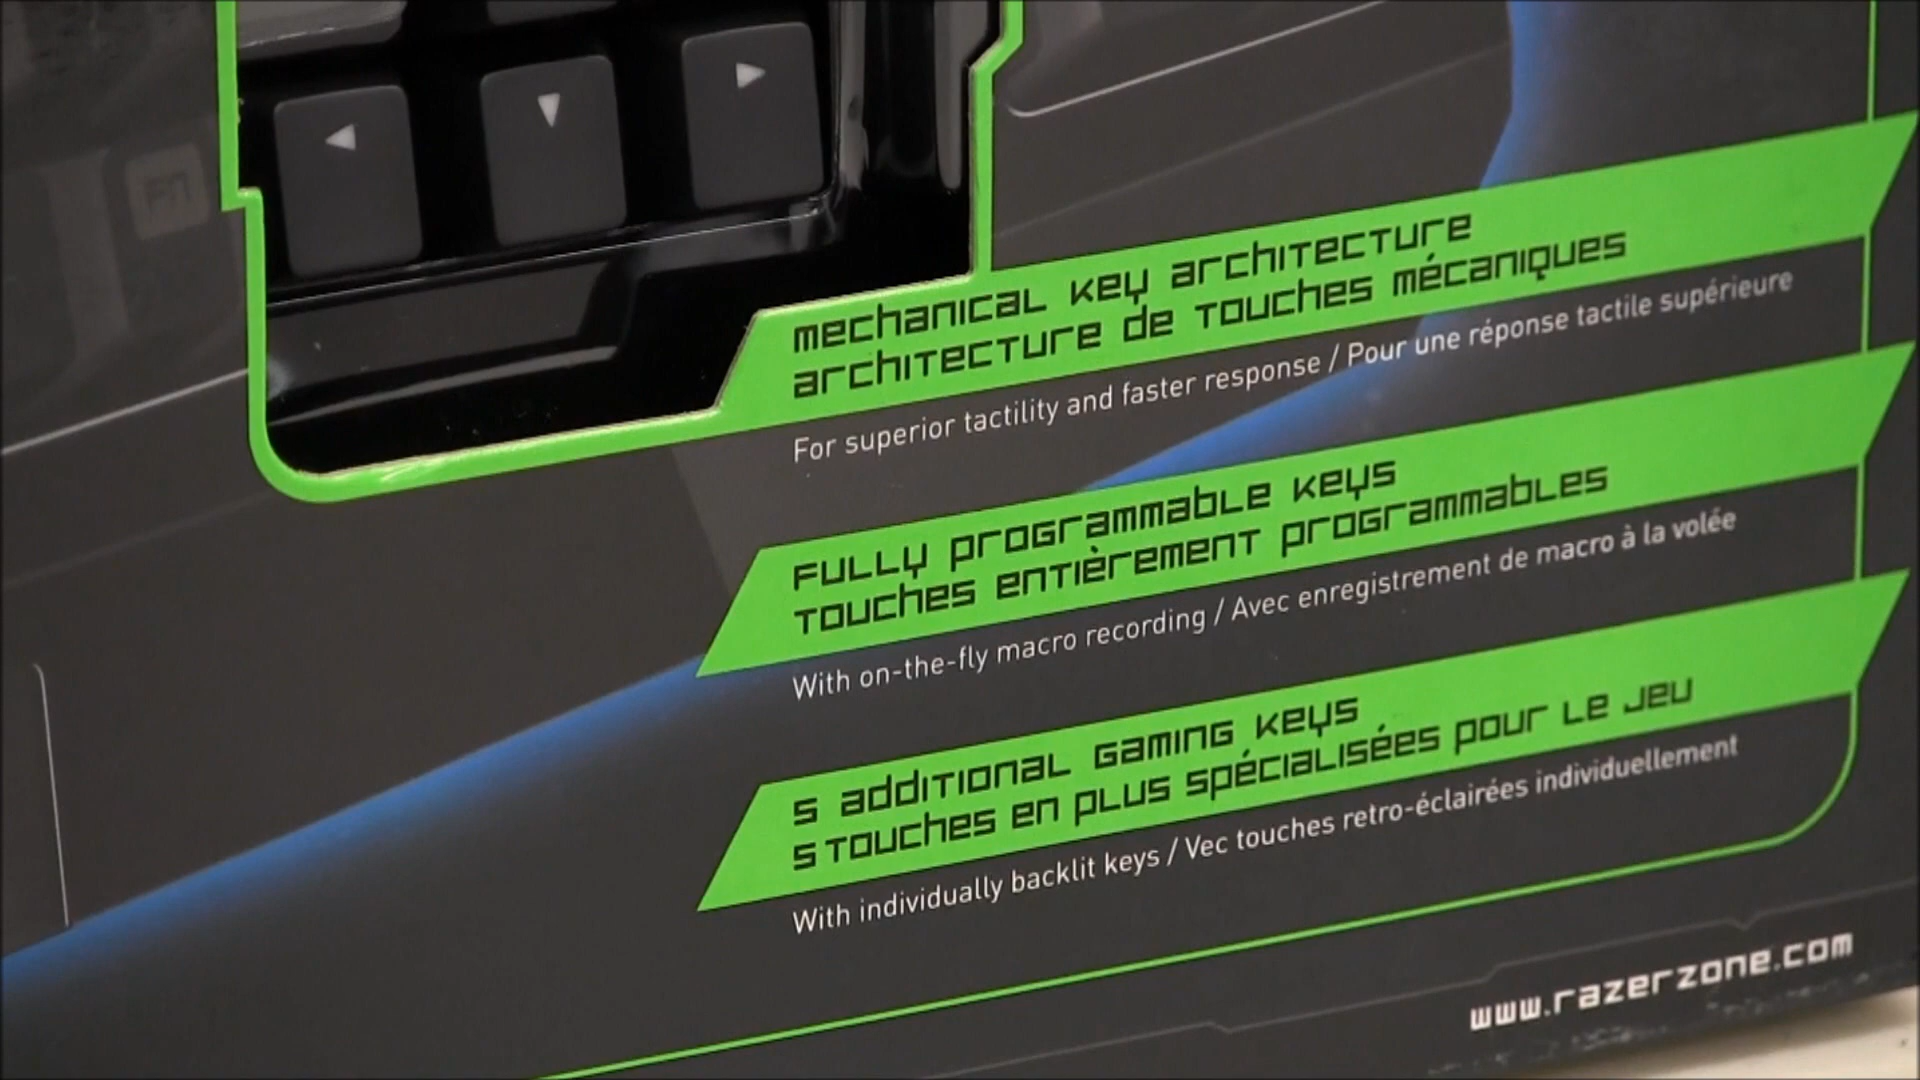 mechanical key architecture
architecture de touches mécaniques
For superior tactility and faster response / Pour une réponse tactile supérieure
Fully programmable keys
touches entièrement programmables
With on-the-fly macro recording / Avec enregistrement de macro à la volée
5 additional gaming keys
5 touches en plus spécialisées pour le jeu
With individually backlit keys / Vec touches retro-éclairées individuellement
www.razerzone.com